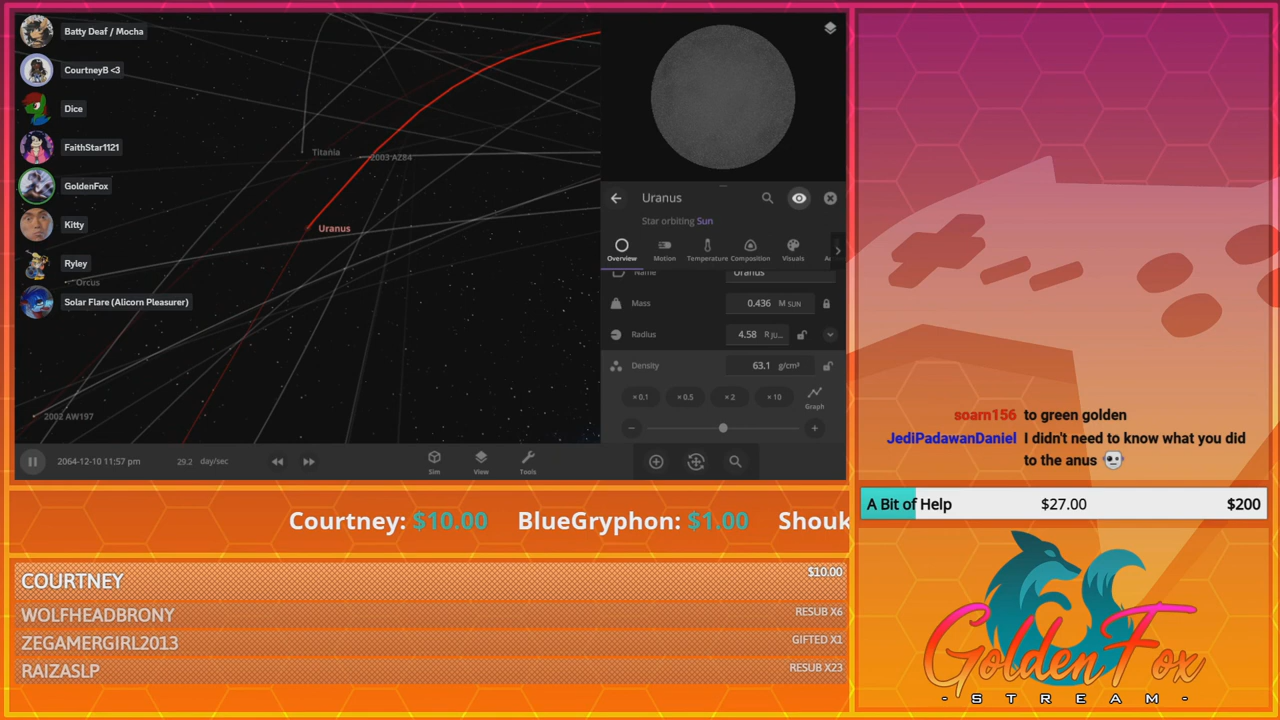 Batty Deaf / Mocha
CourtneyB <3
Dice
FaithStar1121
GoldenFox
Kitty
Ryley
Orcus
Solar Flare (Alicorn Pleasurer)
Titania
2003 AZ84
Uranus
2002 AW197
Uranus
Star orbiting Sun
Overview
Motion
Temperature
Composition
Visuals
Name
Uranus
Mass
0.436 M SUN
Radius
4.58 R Ju...
Density
63.1 g/cm³
× 0.1
× 0.5
× 2
× 10
Graph
2064-12-10 11:57 pm
29.2 day/sec
Sim
View
Tools
soarn156 to green golden
JediPadawanDaniel I didn't need to know what you did
to the anus
A Bit of Help $27.00 $200
Courtney: $10.00 BlueGryphon: $1.00 Shouk
COURTNEY $10.00
WOLFHEADBRONY RESUB X6
ZEGAMERGIRL2013 GIFTED X1
RAIZASLP RESUB X23
GoldenFox
- STREAM -